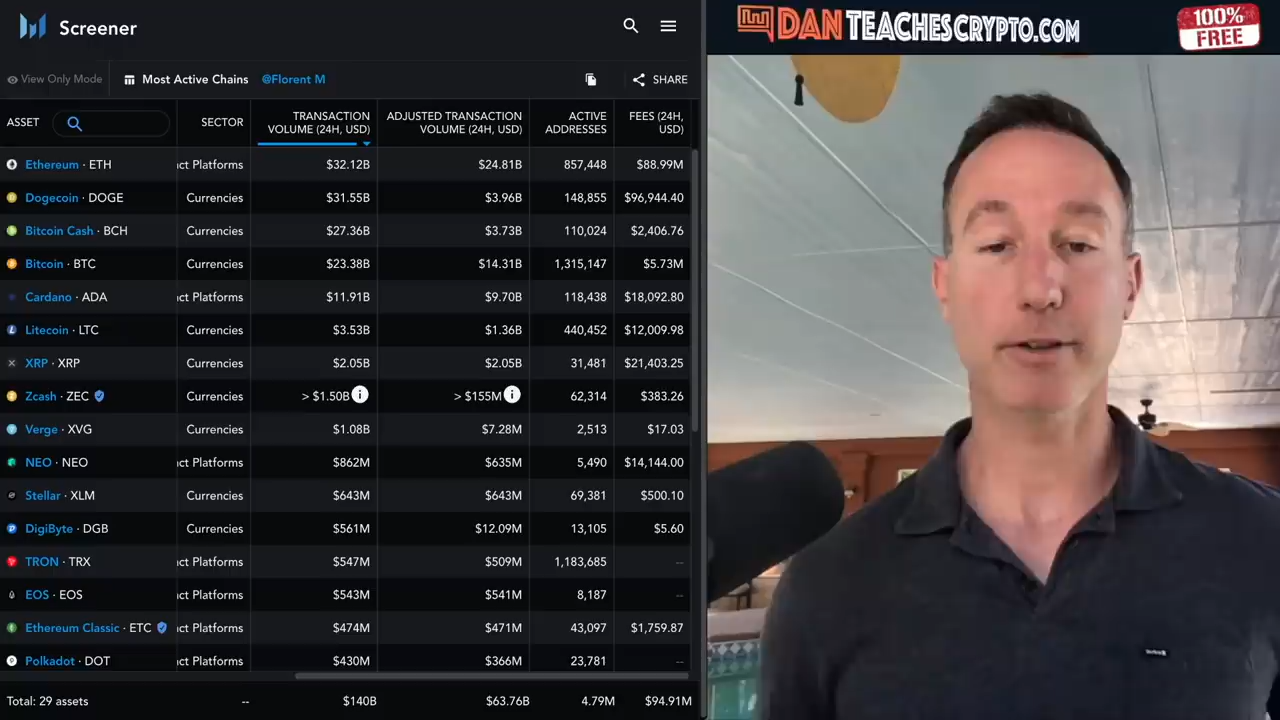 Screener
View Only Mode Most Active Chains @Florent M SHARE
ASSET SECTOR TRANSACTION VOLUME (24H, USD) ADJUSTED TRANSACTION VOLUME (24H, USD) ACTIVE ADDRESSES FEES (24H, USD)
Ethereum · ETH ct Platforms $32.12B $24.81B 857,448 $88.99M
Dogecoin · DOGE Currencies $31.55B $3.96B 148,855 $96,944.40
Bitcoin Cash · BCH Currencies $27.36B $3.73B 110,024 $2,406.76
Bitcoin · BTC Currencies $23.38B $14.31B 1,315,147 $5.73M
Cardano · ADA ct Platforms $11.91B $9.70B 118,438 $18,092.80
Litecoin · LTC Currencies $3.53B $1.36B 440,452 $12,009.98
XRP · XRP Currencies $2.05B $2.05B 31,481 $21,403.25
Zcash · ZEC Currencies > $1.50B > $155M 62,314 $383.26
Verge · XVG Currencies $1.08B $7.28M 2,513 $17.03
NEO · NEO ct Platforms $862M $635M 5,490 $14,144.00
Stellar · XLM Currencies $643M $643M 69,381 $500.10
DigiByte · DGB Currencies $561M $12.09M 13,105 $5.60
TRON · TRX ct Platforms $547M $509M 1,183,685 --
EOS · EOS ct Platforms $543M $541M 8,187 --
Ethereum Classic · ETC ct Platforms $474M $471M 43,097 $1,759.87
Polkadot · DOT ct Platforms $430M $366M 23,781 --
Total: 29 assets -- $140B $63.76B 4.79M $94.91M
DANTEACHESCRYPTO.COM
100%
FREE